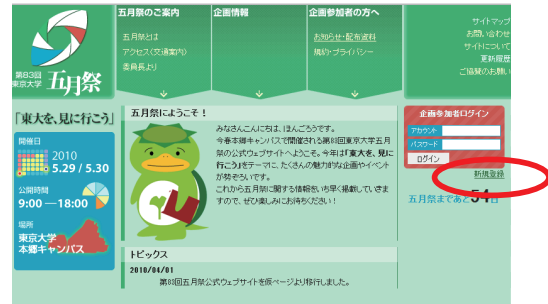 五月祭のご案内
五月祭とは
アクセス(交通案内)
委員長より
企画情報
企画参加者の方へ
お知らせ・配布資料
規約・プライバシー
サイトマップ
お問い合わせ
サイトについて
更新履歴
ご協賛のお願い
第83回
東京大学
五月祭
「東大を、見に行こう」
開催日
2010
5.29 / 5.30
公開時間
9:00 ―18:00
場所
東京大学
本郷キャンパス
五月祭にようこそ!
みなさんこんにちは、ほんごうです。
今春本郷キャンパスで開催される第83回東京大学五月
祭の公式ウェブサイトへようこそ。今年は「東大を、見に
行こう」をテーマに、たくさんの魅力的な企画やイベント
が勢ぞろいです。
これから五月祭に関する情報をいち早く掲載していきま
すので、ぜひ楽しみにお待ちください!
トピックス
2010/04/01
第83回五月祭公式ウェブサイトを仮ページより移行しました。
企画参加者ログイン
アカウント
パスワード
ログイン
新規登録
五月祭まであと54日